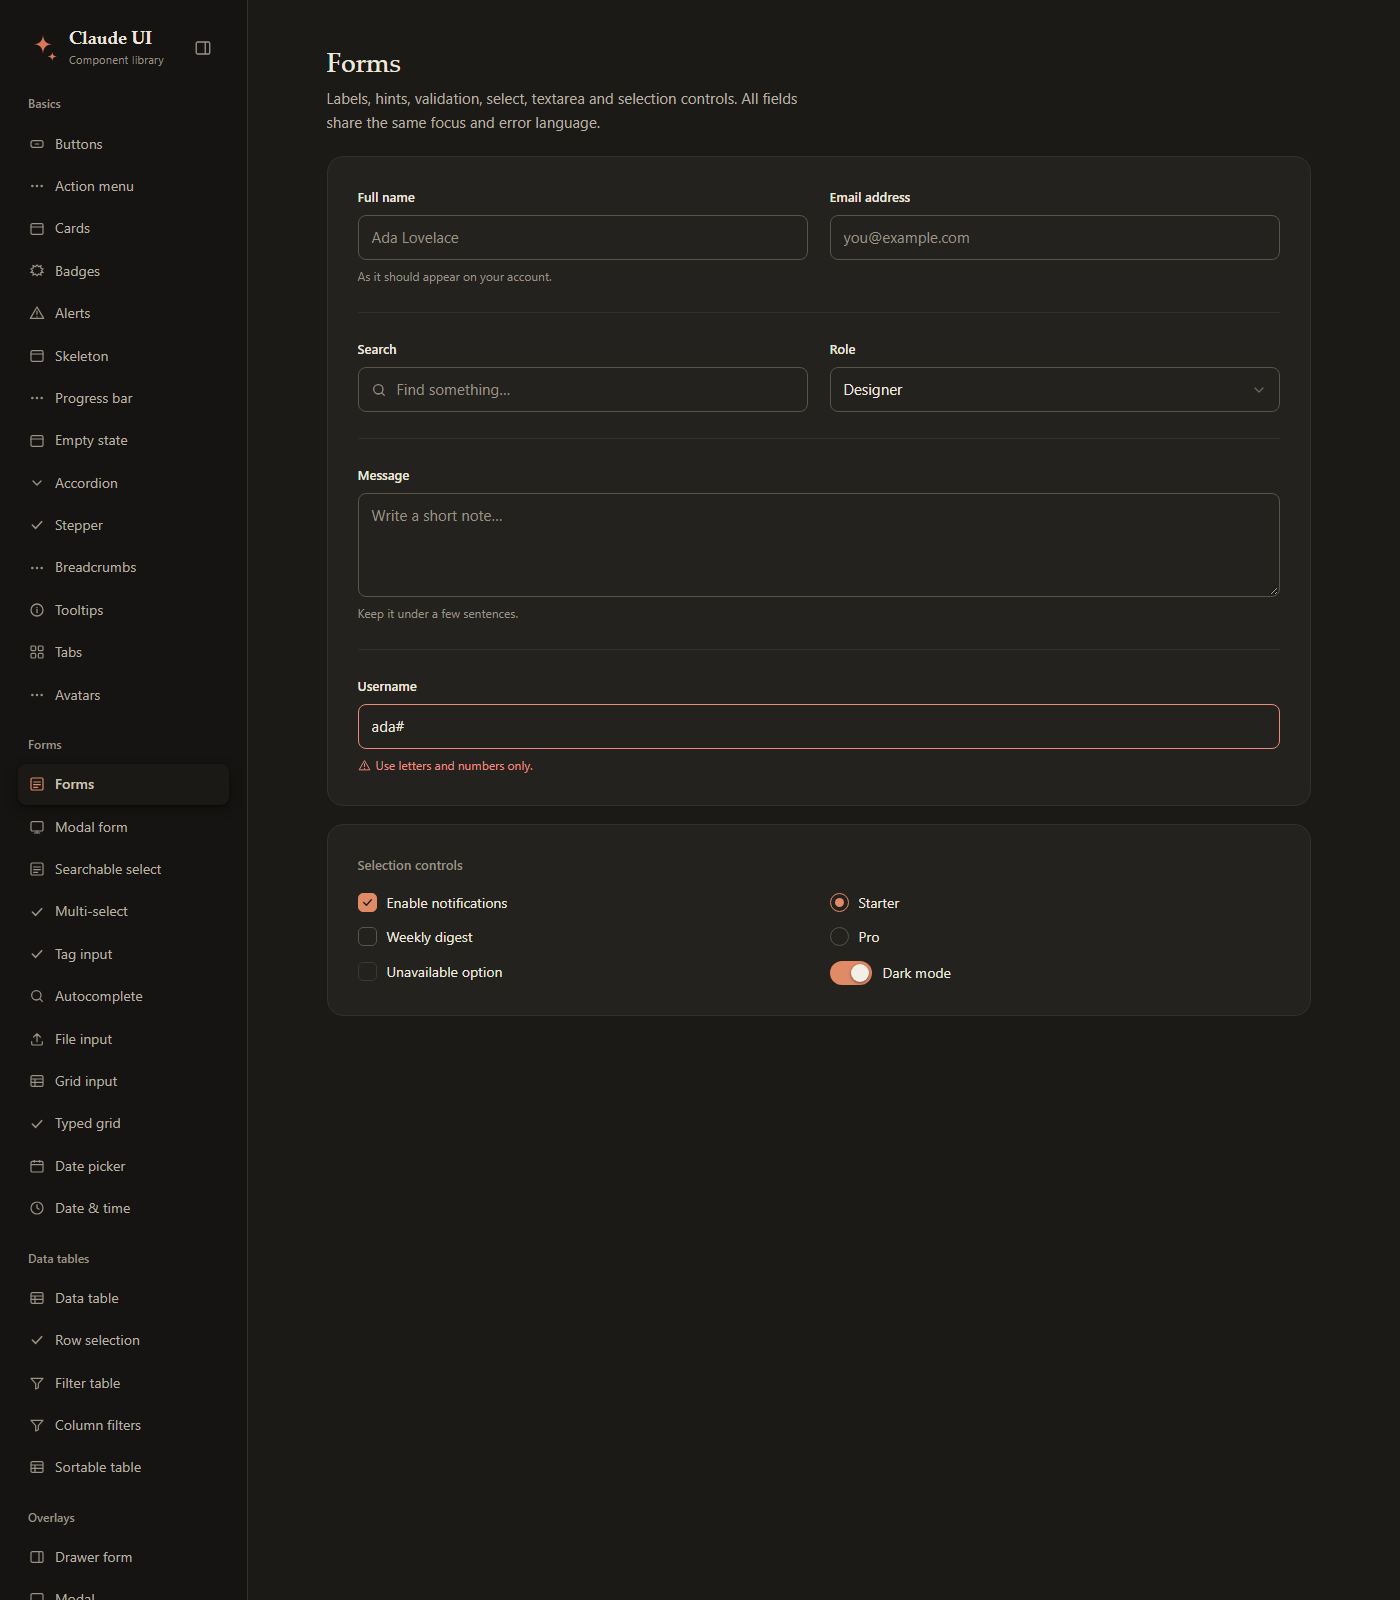 Claude UI
Component library
Basics
Buttons
Action menu
Cards
Badges
Alerts
Skeleton
Progress bar
Empty state
Accordion
Stepper
Breadcrumbs
Tooltips
Tabs
Avatars
Forms
Forms
Modal form
Searchable select
Multi-select
Tag input
Autocomplete
File input
Grid input
Typed grid
Date picker
Date & time
Data tables
Data table
Row selection
Filter table
Column filters
Sortable table
Overlays
Drawer form
Modal
Forms
Labels, hints, validation, select, textarea and selection controls. All fields
share the same focus and error language.
Full name
Ada Lovelace
As it should appear on your account.
Email address
you@example.com
Search
Find something...
Role
Designer
Message
Write a short note...
Keep it under a few sentences.
Username
ada#
Use letters and numbers only.
Selection controls
Enable notifications
Weekly digest
Unavailable option
Starter
Pro
Dark mode